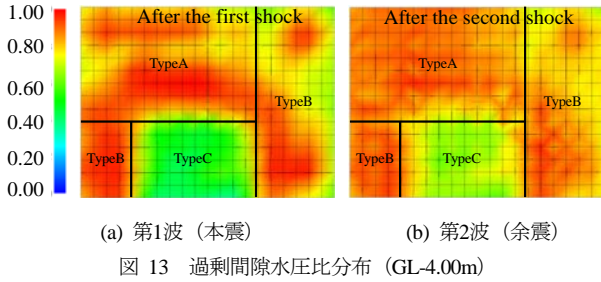 1.00
0.80
0.60
0.40
0.20
0.00
After the first shock
TypeA
TypeB
TypeB
TypeC
After the second shock
TypeA
TypeB
TypeB
TypeC
(a) 第1波（本震）
(b) 第2波（余震）
図 13 過剰間隙水圧比分布（GL-4.00m）